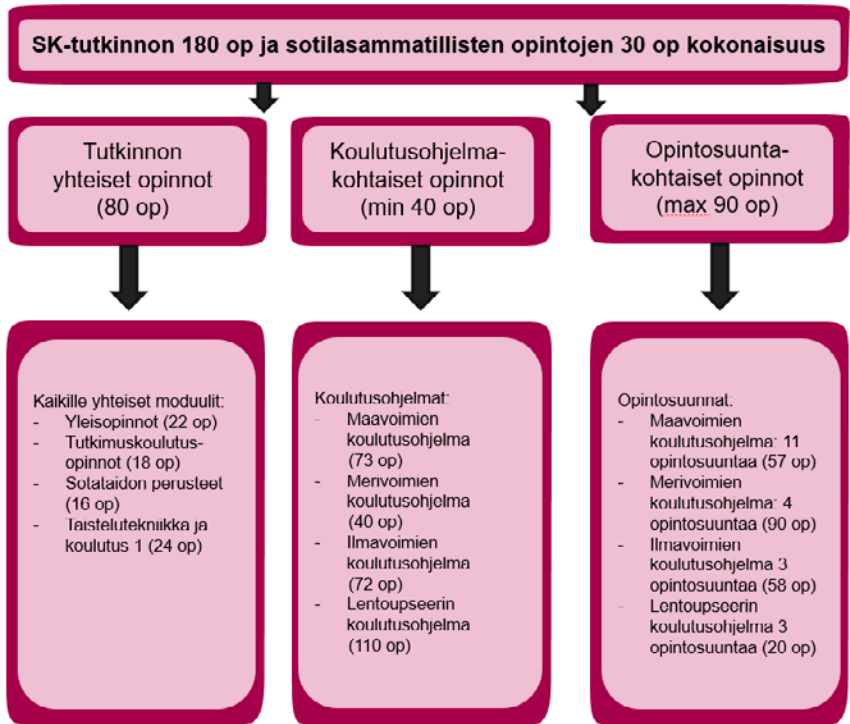 SK-tutkinnon 180 op ja sotilasammatillisten opintojen 30 op kokonaisuus
Tutkinnon
yhteiset opinnot
(80 op)
Koulutusohjelma-
kohtaiset opinnot
(min 40 op)
Opintosuunta-
kohtaiset opinnot
(max 90 op)
Kaikille yhteiset moduulit:
- Yleisopinnot (22 op)
- Tutkimuskoulutus-
opinnot (18 op)
- Sotataidon perusteet
(16 op)
- Taistelutekniikka ja
koulutus 1 (24 op)
Koulutusohjelmat:
- Maavoimien
koulutusohjelma
(73 op)
- Merivoimien
koulutusohjelma
(40 op)
- Ilmavoimien
koulutusohjelma
(72 op)
- Lentoupseerin
koulutusohjelma
(110 op)
Opintosuunnat:
- Maavoimien
koulutusohjelma: 11
opintosuuntaa (57 op)
- Merivoimien
koulutusohjelma: 4
opintosuuntaa (90 op)
- Ilmavoimien
koulutusohjelma 3
opintosuuntaa (58 op)
- Lentoupseerin
koulutusohjelma 3
opintosuuntaa (20 op)